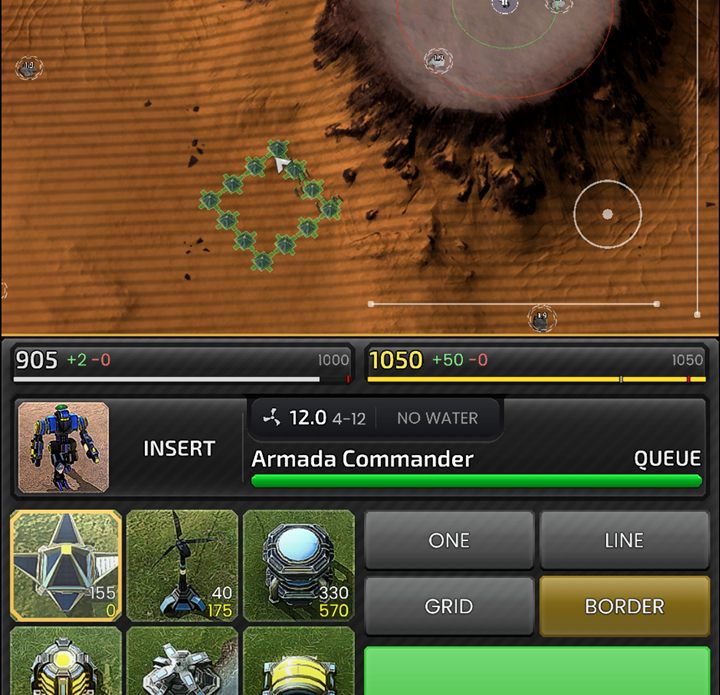 905 +2 -0 1000
1050 +50 -0 1050
12.0 4-12 NO WATER
INSERT
Armada Commander QUEUE
155
0
40
175
330
570
ONE LINE
GRID BORDER